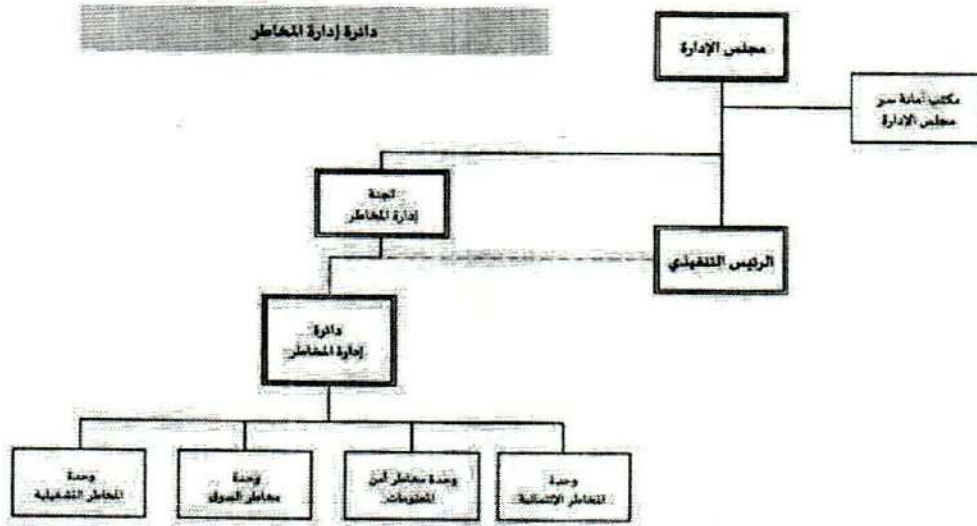 دائرة إدارة المخاطر
مجلس الإدارة
مكتب أمانة سر
مجلس الإدارة
لجنة
إدارة المخاطر
الرئيس التنفيذي
دائرة
إدارة المخاطر
وحدة
المخاطر الإئتمانية
وحدة مخاطر أمن
المعلومات
وحدة
مخاطر السوق
وحدة
المخاطر التشغيلية